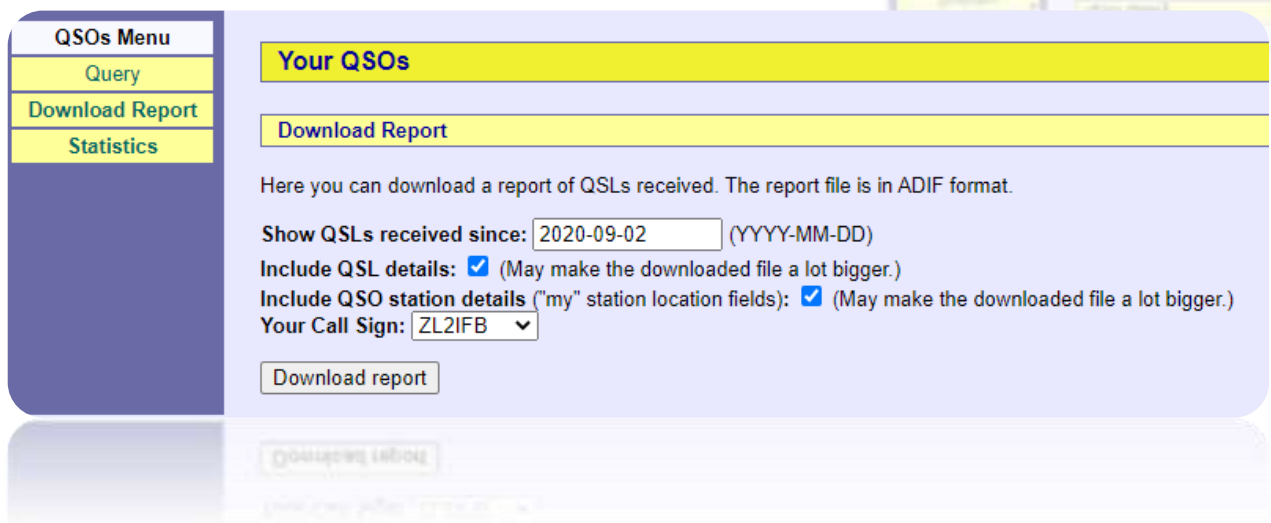 QSOs Menu
Query
Download Report
Statistics
Your QSOs
Download Report
Here you can download a report of QSLs received. The report file is in ADIF format.
Show QSLs received since: 2020-09-02 (YYYY-MM-DD)
Include QSL details: (May make the downloaded file a lot bigger.)
Include QSO station details ("my" station location fields): (May make the downloaded file a lot bigger.)
Your Call Sign: ZL2IFB
Download report